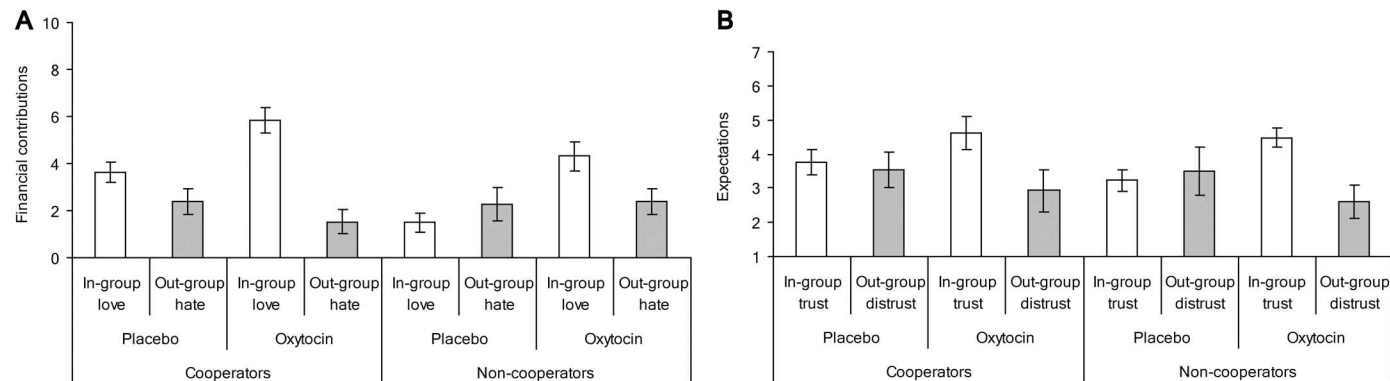 A
Financial contributions
10
8
6
4
2
0
In-group love
Out-group hate
In-group love
Out-group hate
In-group love
Out-group hate
In-group love
Out-group hate
Placebo
Oxytocin
Placebo
Oxytocin
Cooperators
Non-cooperators
B
Expectations
7
6
5
4
3
2
1
In-group trust
Out-group distrust
In-group trust
Out-group distrust
In-group trust
Out-group distrust
In-group trust
Out-group distrust
Placebo
Oxytocin
Placebo
Oxytocin
Cooperators
Non-cooperators